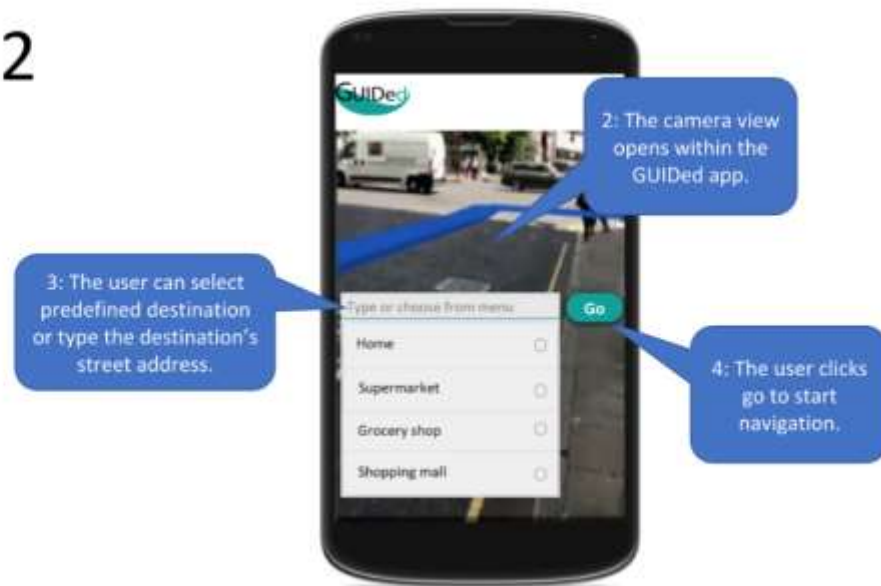 2
GUIDed
2: The camera view
opens within the
GUIDed app.
3: The user can select
predefined destination
or type the destination's
street address.
Type or choose from menu
Go
Home
Supermarket
Grocery shop
Shopping mall
4: The user clicks
go to start
navigation.